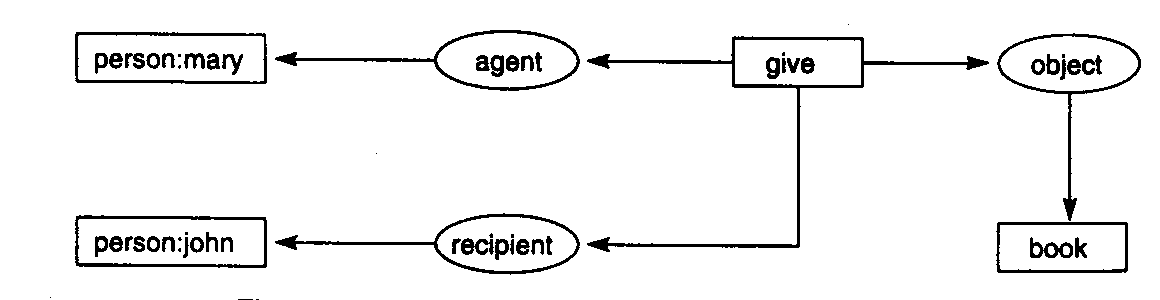 person:mary
agent
give
object
person:john
recipient
book